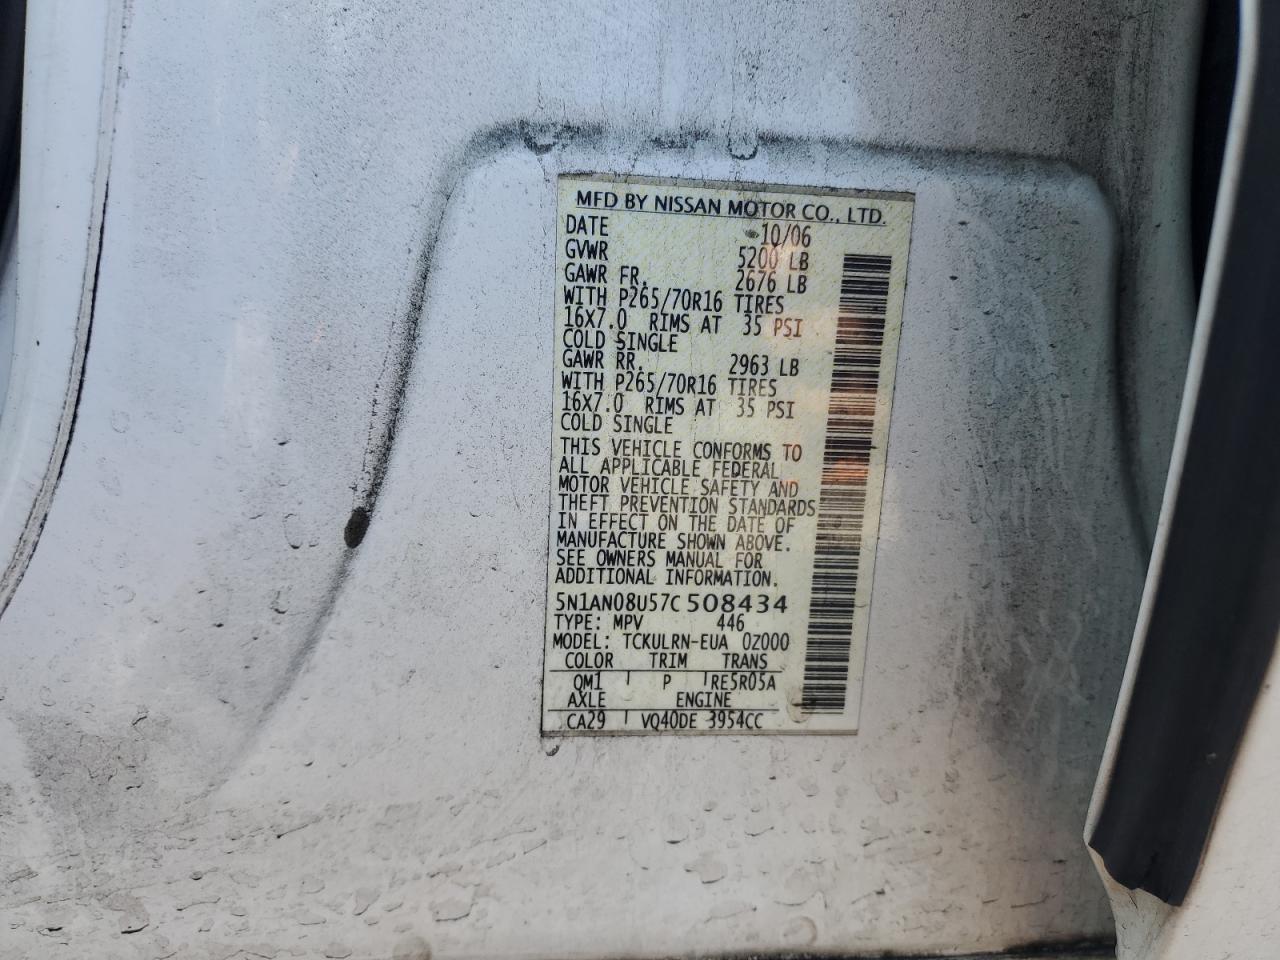 MFD BY NISSAN MOTOR CO., LTD.
DATE 10/06
GVWR 5200 LB
GAWR FR. 2676 LB
WITH P265/70R16 TIRES
16X7.0 RIMS AT 35 PSI
COLD SINGLE
GAWR RR. 2963 LB
WITH P265/70R16 TIRES
16X7.0 RIMS AT 35 PSI
COLD SINGLE
THIS VEHICLE CONFORMS TO
ALL APPLICABLE FEDERAL
MOTOR VEHICLE SAFETY AND
THEFT PREVENTION STANDARDS
IN EFFECT ON THE DATE OF
MANUFACTURE SHOWN ABOVE.
SEE OWNERS MANUAL FOR
ADDITIONAL INFORMATION.
5N1AN08U57C508434
TYPE: MPV 446
MODEL: TCKULRN-EUA 0Z000
COLOR TRIM TRANS
QM1 P RE5R05A
AXLE ENGINE
CA29 VQ40DE 3954CC